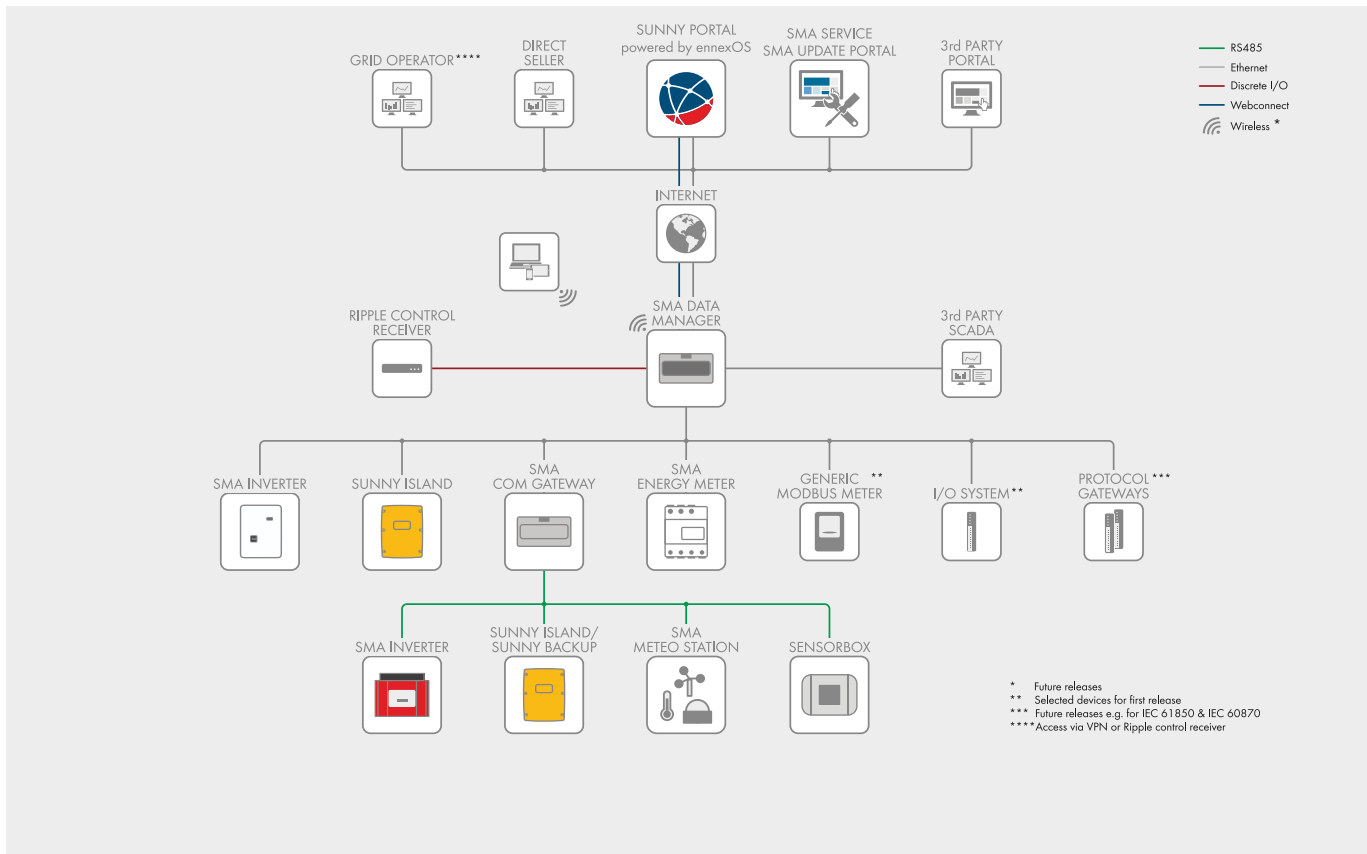 GRID OPERATOR ****
DIRECT
SELLER
SUNNY PORTAL
powered by ennexOS
SMA SERVICE
SMA UPDATE PORTAL
3rd PARTY
PORTAL
RS485
Ethernet
Discrete I/O
Webconnect
Wireless *
INTERNET
RIPPLE CONTROL
RECEIVER
SMA DATA
MANAGER
3rd PARTY
SCADA
SMA INVERTER
SUNNY ISLAND
SMA
COM GATEWAY
SMA
ENERGY METER
GENERIC **
MODBUS METER
I/O SYSTEM **
PROTOCOL ***
GATEWAYS
SMA INVERTER
SUNNY ISLAND/
SUNNY BACKUP
SMA
METEO STATION
SENSORBOX
* Future releases
** Selected devices for first release
*** Future releases e.g. for IEC 61850 & IEC 60870
**** Access via VPN or Ripple control receiver